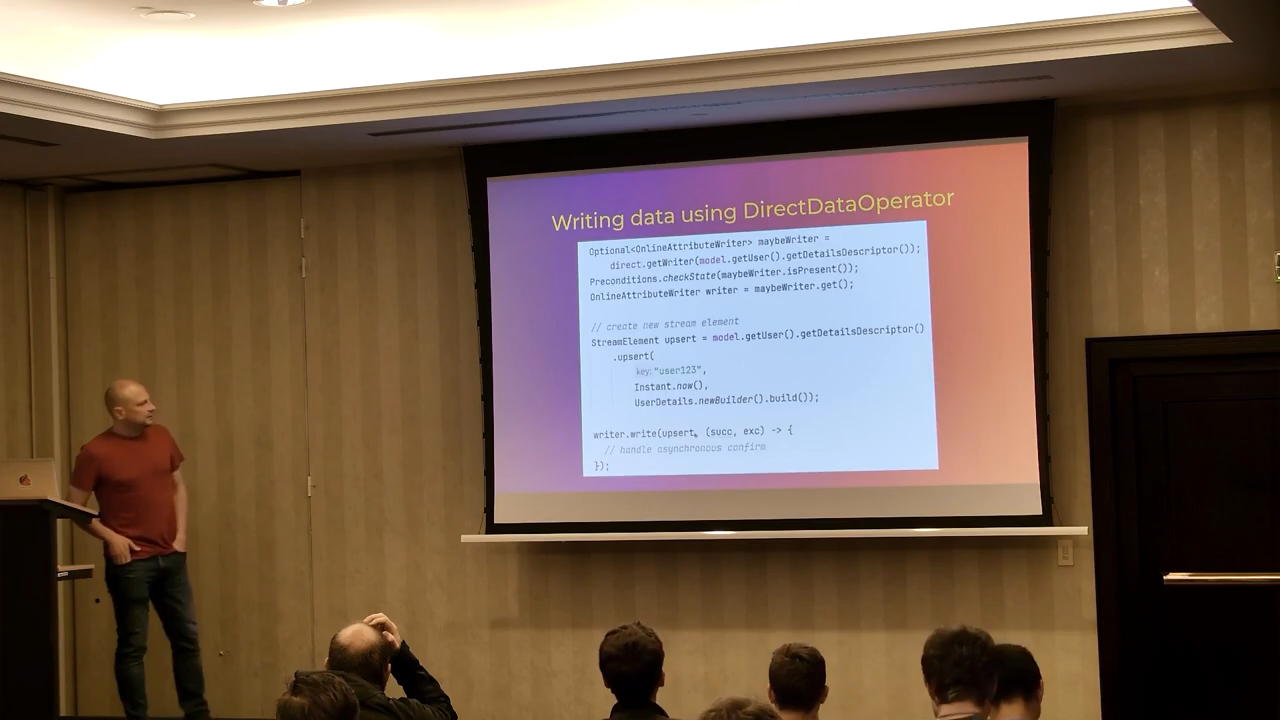 Writing data using DirectDataOperator
Optional<OnlineAttributeWriter> maybeWriter =
direct.getWriter(model.getUser().getDetailsDescriptor());
Preconditions.checkState(maybeWriter.isPresent());
OnlineAttributeWriter writer = maybeWriter.get();
// create new stream element
StreamElement upsert = model.getUser().getDetailsDescriptor()
.upsert(
key: "user123",
Instant.now(),
UserDetails.newBuilder().build());
writer.write(upsert, (succ, exc) -> {
// handle asynchronous confirm
});